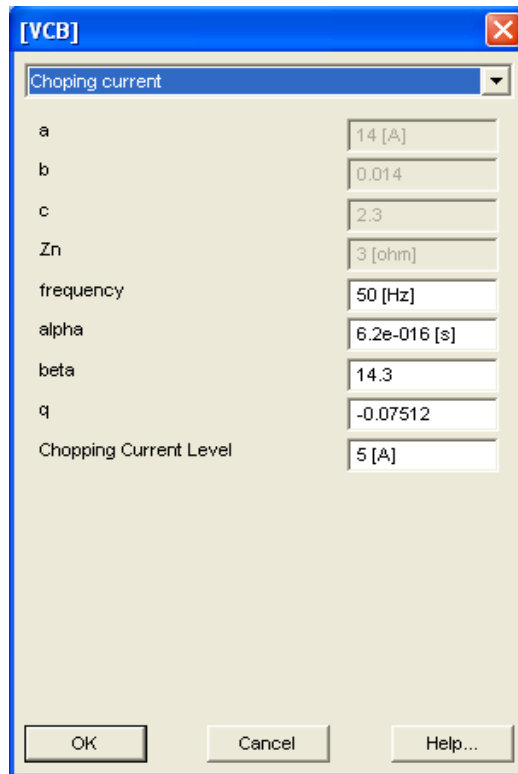 [VCB]
Choping current
a 14 [A]
b 0.014
c 2.3
Zn 3 [ohm]
frequency 50 [Hz]
alpha 6.2e-016 [s]
beta 14.3
q -0.07512
Chopping Current Level 5 [A]
OK Cancel Help...